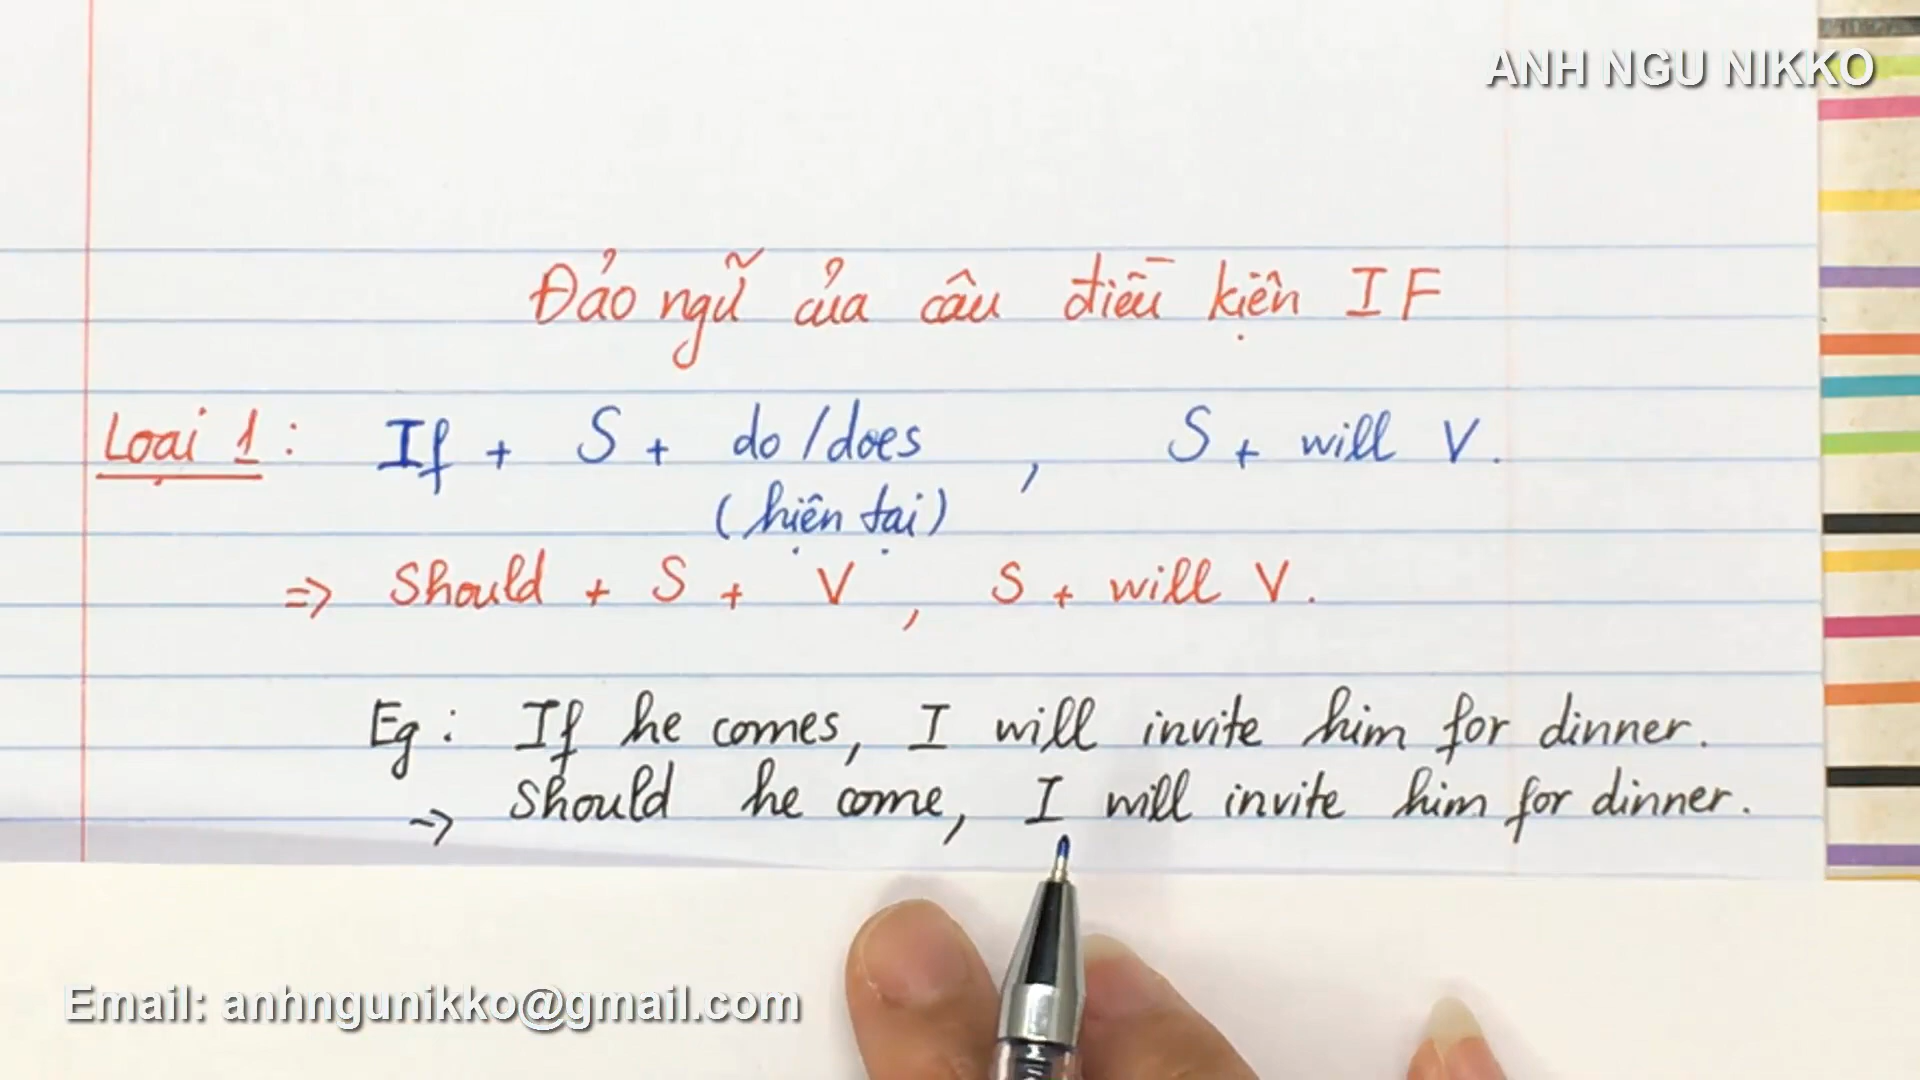 ANH NGU NIKKO
Đảo ngữ của câu điều kiện IF
Loại 1: If + S + do/does, S + will V.
(hiện tại)
=> Should + S + V, S + will V.
Eg: If he comes, I will invite him for dinner.
-> Should he come, I will invite him for dinner.
Email: anhngunikko@gmail.com